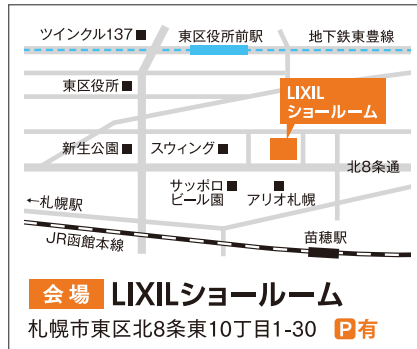 ツインクル137■
東区役所前駅
地下鉄東豊線
東区役所■
LIXIL
ショールーム
新生公園■
スウィング■
北8条通
サッポロ
ビール園■
アリオ札幌
←札幌駅
JR函館本線
苗穂駅
会場 LIXILショールーム
札幌市東区北8条東10丁目1-30 P有